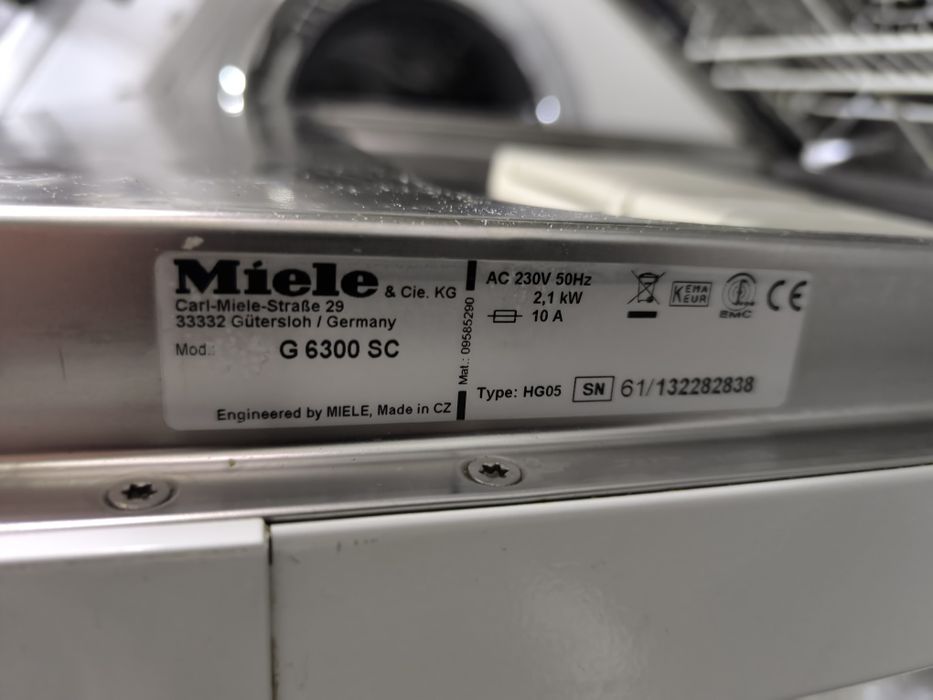 Miele & Cie. KG
Carl-Miele-Straße 29
33332 Gütersloh / Germany
Mod.: G 6300 SC
Engineered by MIELE, Made in CZ
Mat.: 09585290
AC 230V 50Hz
2,1 kW
10 A
KEMA
EUR
EMC
CE
Type: HG05 SN 61/132282838